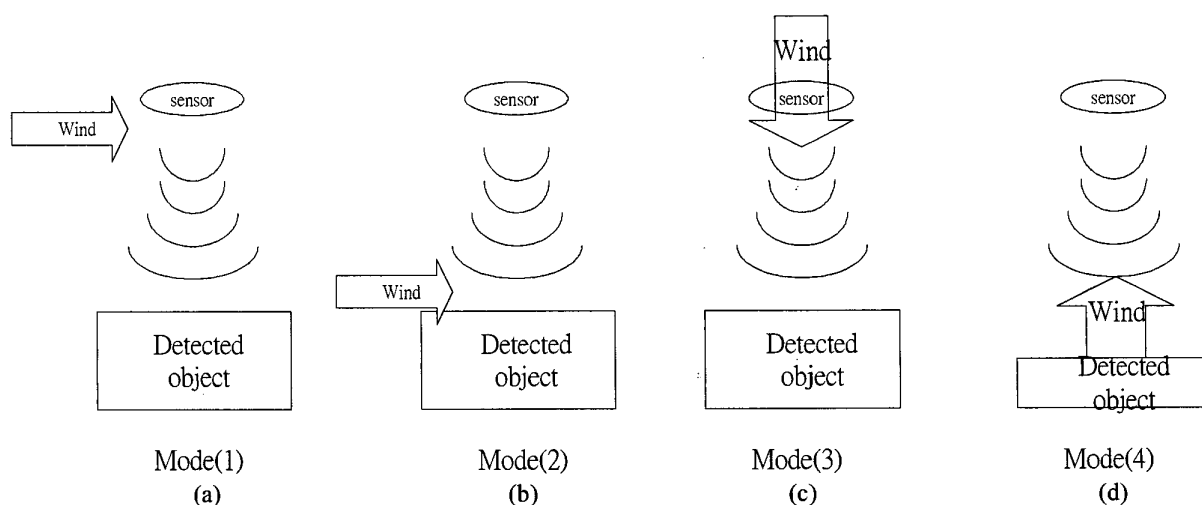 Wind
sensor
sensor
sensor
sensor
Wind
Wind
Wind
Detected
object
Detected
object
Detected
object
Detected
object
Mode(1)
Mode(2)
Mode(3)
Mode(4)
(a)
(b)
(c)
(d)